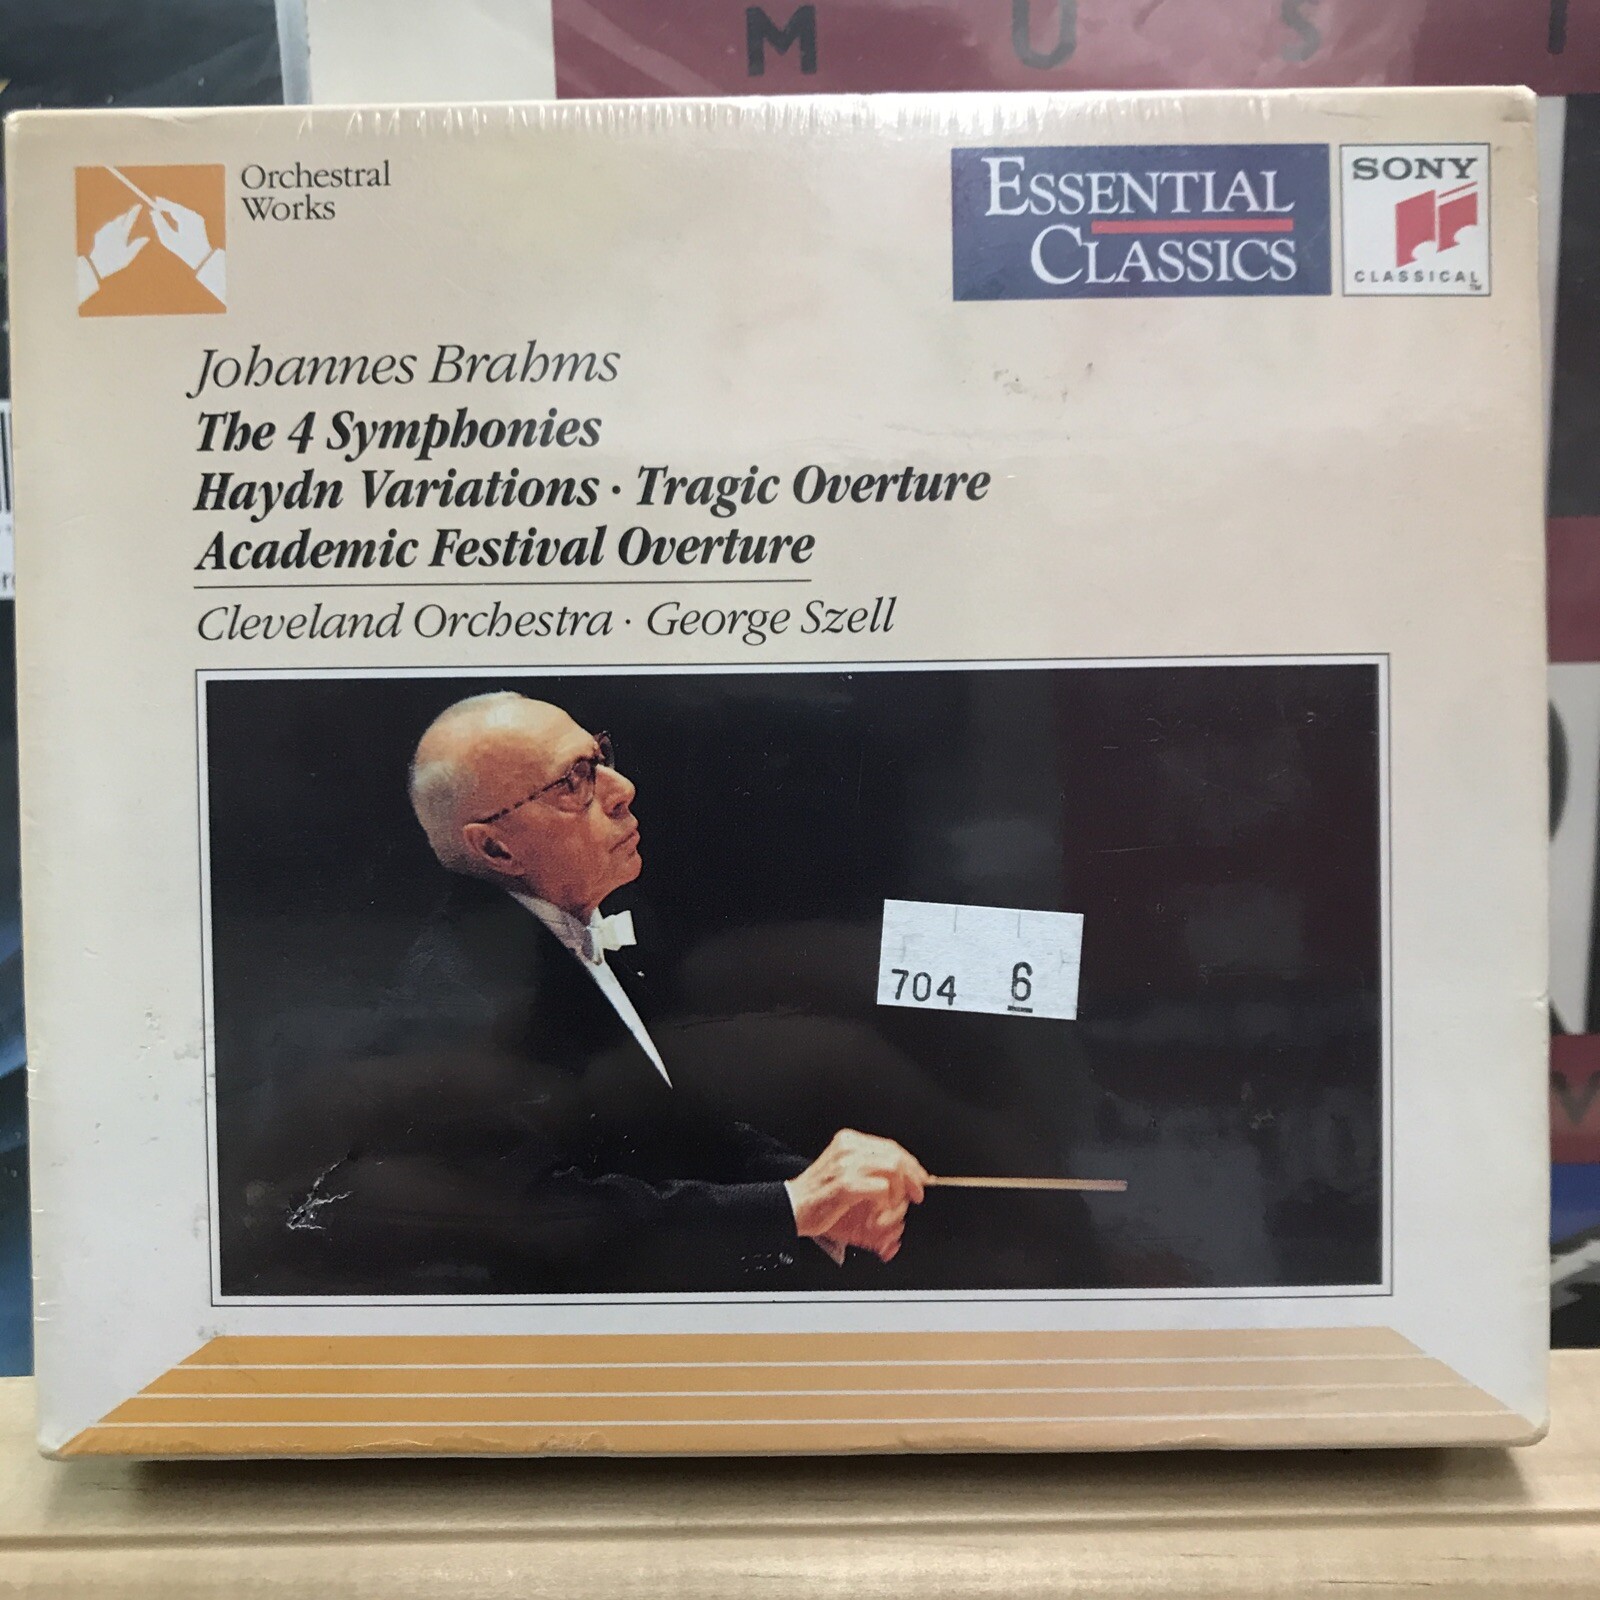 M U S I
Orchestral
Works
ESSENTIAL
CLASSICS
SONY
CLASSICAL
TM
Johannes Brahms
The 4 Symphonies
Haydn Variations · Tragic Overture
Academic Festival Overture
Cleveland Orchestra · George Szell
704 6